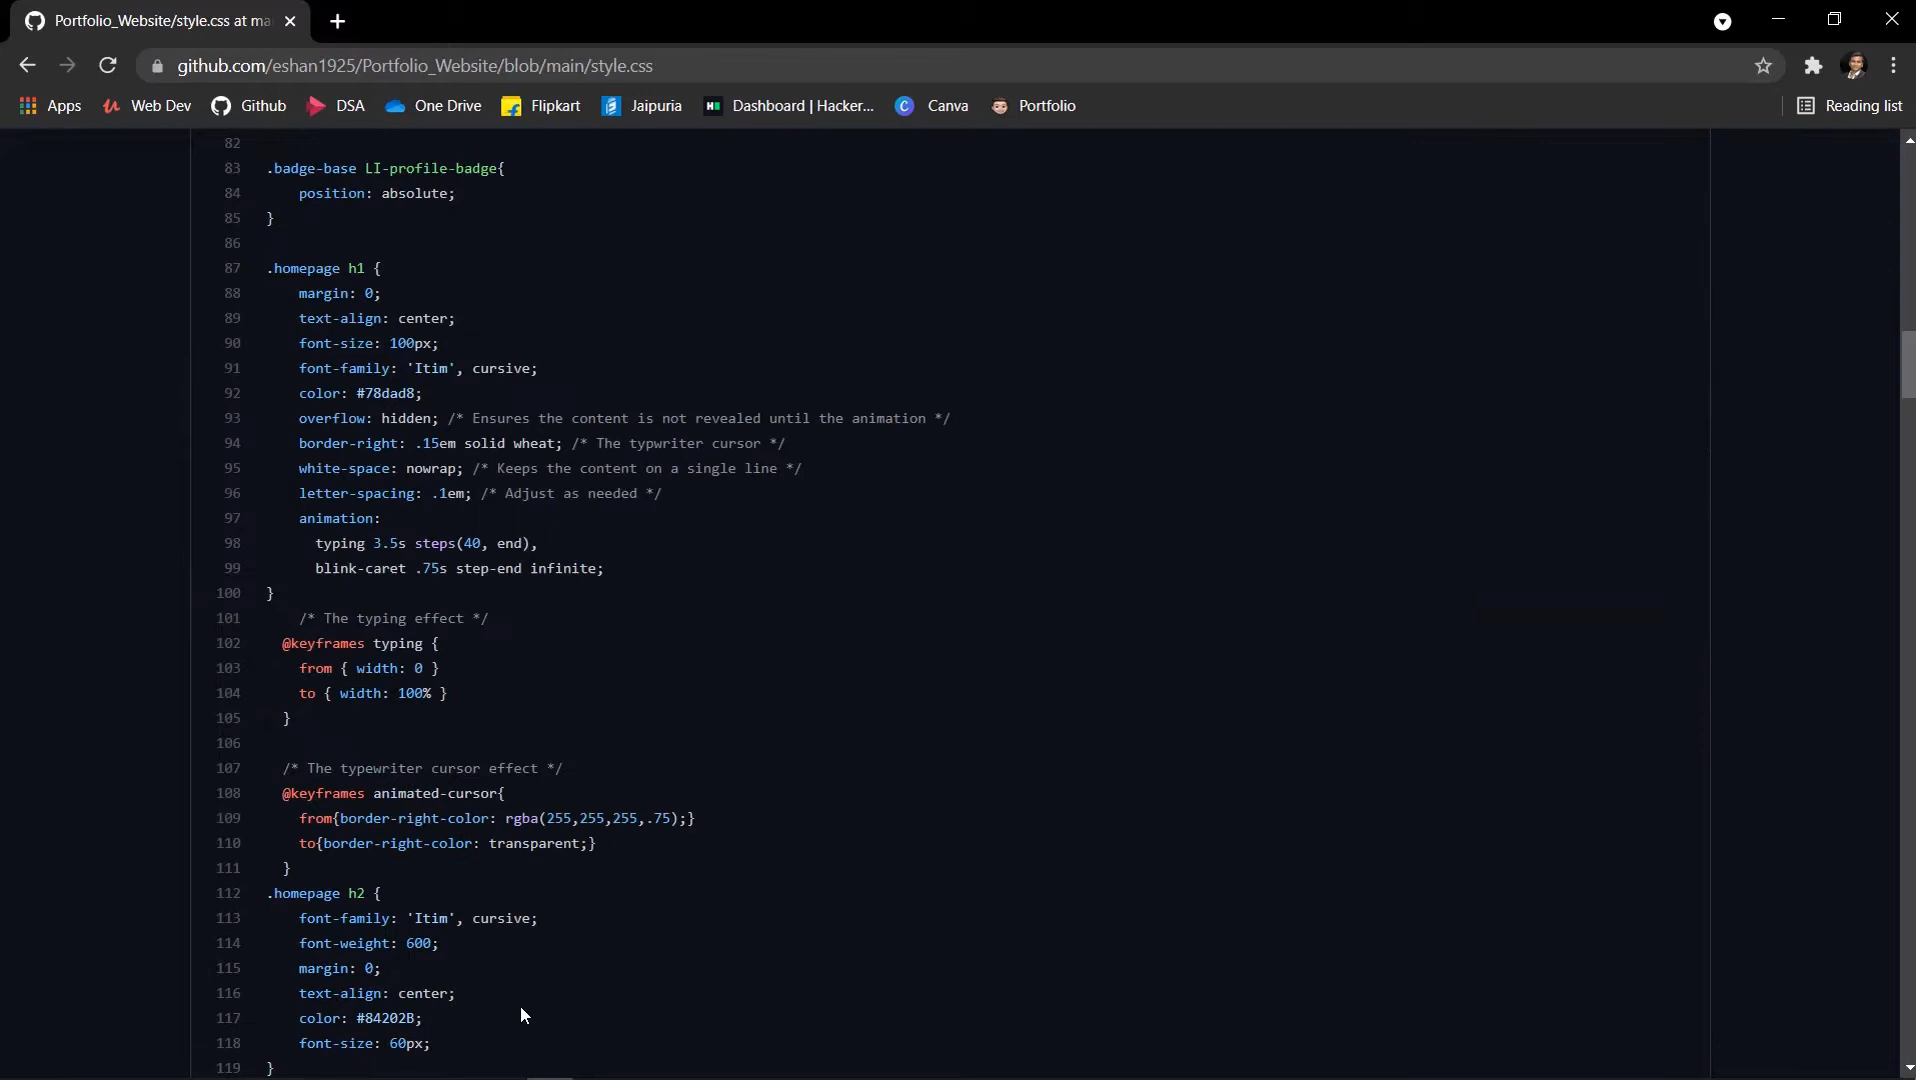 Portfolio_Website/style.css at ma
github.com/eshan1925/Portfolio_Website/blob/main/style.css
Apps Web Dev Github DSA One Drive Flipkart Jaipuria Dashboard | Hacker... Canva Portfolio Reading list
82
83 .badge-base LI-profile-badge{
84 position: absolute;
85 }
86
87 .homepage h1 {
88 margin: 0;
89 text-align: center;
90 font-size: 100px;
91 font-family: 'Itim', cursive;
92 color: #78dad8;
93 overflow: hidden; /* Ensures the content is not revealed until the animation */
94 border-right: .15em solid wheat; /* The typwriter cursor */
95 white-space: nowrap; /* Keeps the content on a single line */
96 letter-spacing: .1em; /* Adjust as needed */
97 animation:
98 typing 3.5s steps(40, end),
99 blink-caret .75s step-end infinite;
100 }
101 /* The typing effect */
102 @keyframes typing {
103 from { width: 0 }
104 to { width: 100% }
105 }
106
107 /* The typewriter cursor effect */
108 @keyframes animated-cursor{
109 from{border-right-color: rgba(255,255,255,.75);}
110 to{border-right-color: transparent;}
111 }
112 .homepage h2 {
113 font-family: 'Itim', cursive;
114 font-weight: 600;
115 margin: 0;
116 text-align: center;
117 color: #84202B;
118 font-size: 60px;
119 }